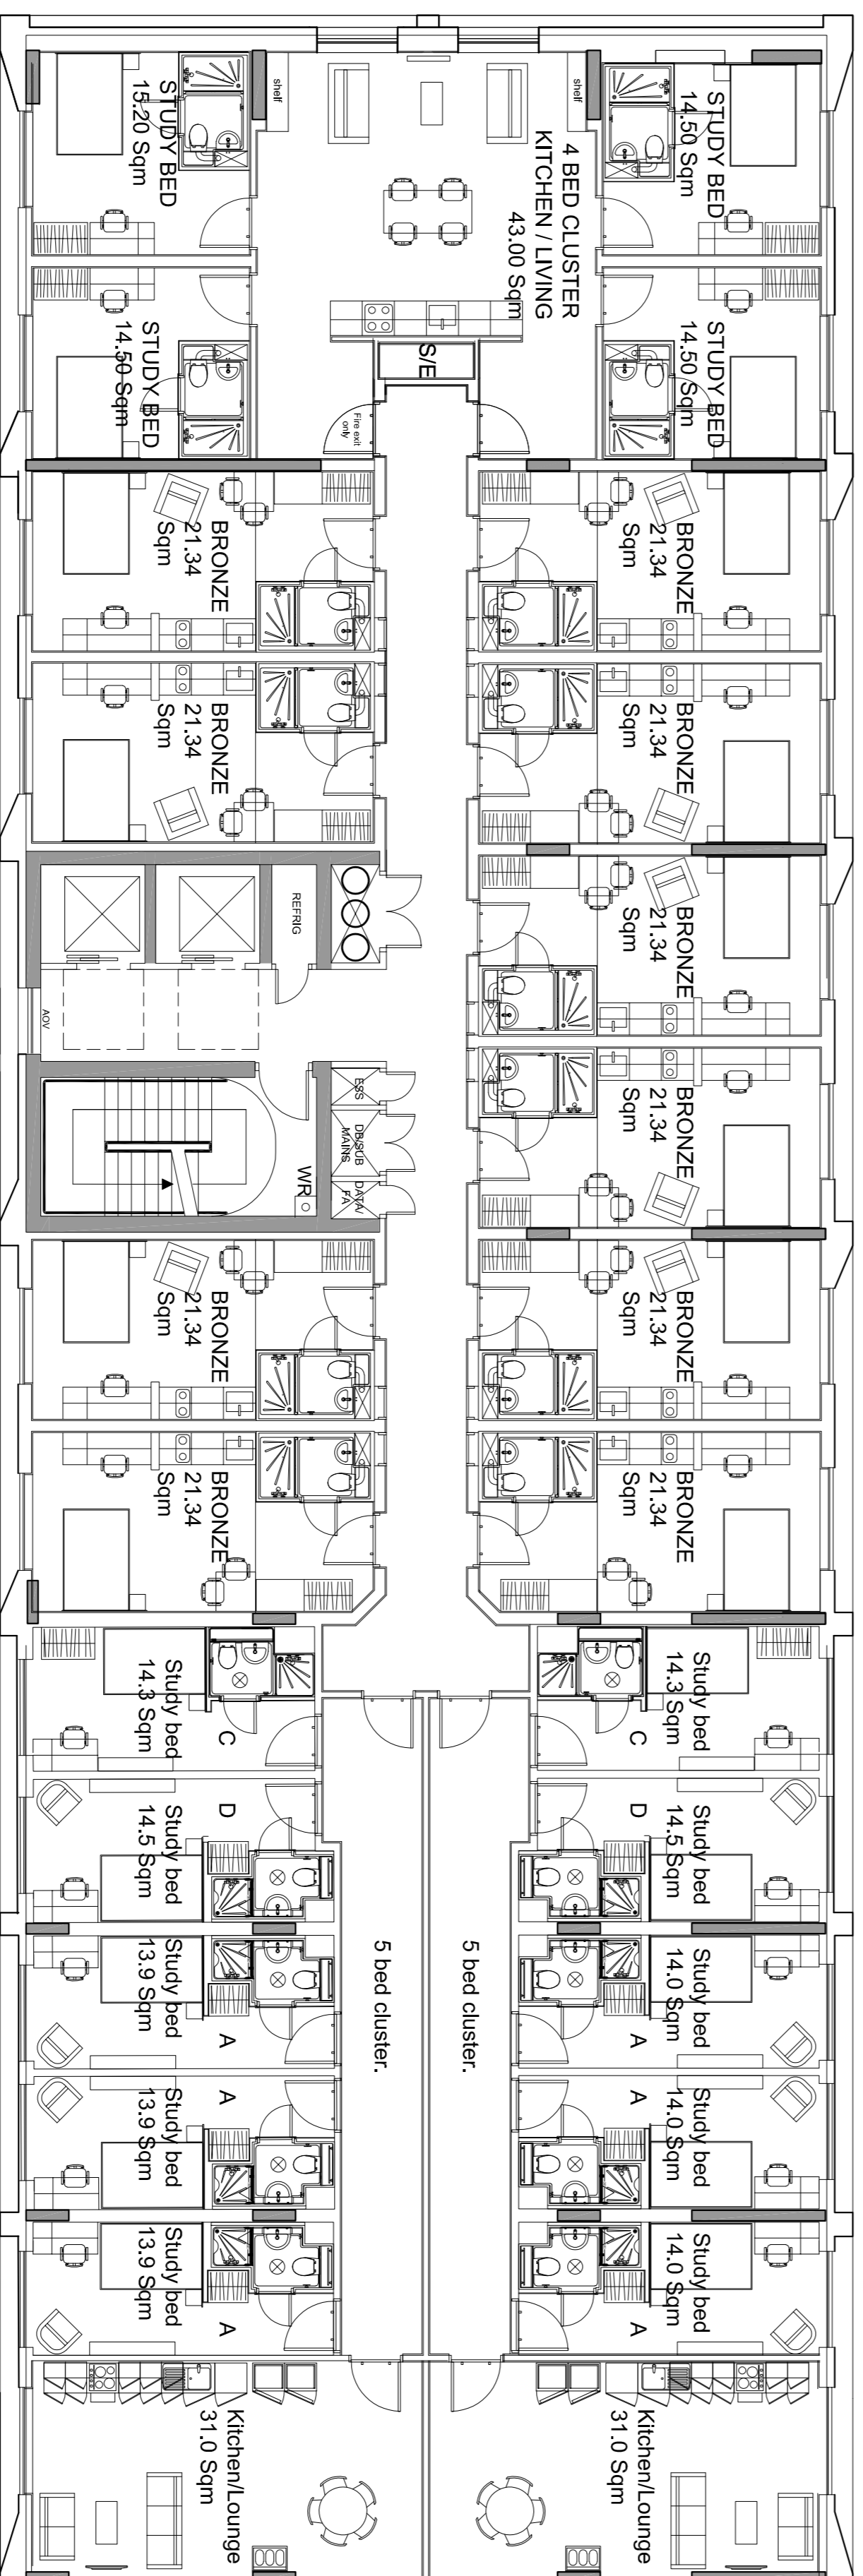 shelf
shelf
STUDY BED
15.20 Sqm
STUDY BED
14.50 Sqm
4 BED CLUSTER
KITCHEN / LIVING
43.00 Sqm
STUDY BED
14.50 Sqm
STUDY BED
14.50 Sqm
S/E
Fire exit
only
BRONZE
21.34
Sqm
BRONZE
21.34
Sqm
BRONZE
21.34
Sqm
BRONZE
21.34
Sqm
REFRIG
BRONZE
21.34
Sqm
AOV
ESS
DB/SUB
MAINS
DATA/
FA
WR
BRONZE
21.34
Sqm
BRONZE
21.34
Sqm
BRONZE
21.34
Sqm
BRONZE
21.34
Sqm
BRONZE
21.34
Sqm
Study bed
14.3 Sqm
C
Study bed
14.3 Sqm
C
Study bed
14.5 Sqm
D
Study bed
14.5 Sqm
D
5 bed cluster.
5 bed cluster.
Study bed
13.9 Sqm
A
Study bed
14.0 Sqm
A
Study bed
13.9 Sqm
A
Study bed
14.0 Sqm
A
Study bed
13.9 Sqm
A
Study bed
14.0 Sqm
A
Kitchen/Lounge
31.0 Sqm
Kitchen/Lounge
31.0 Sqm